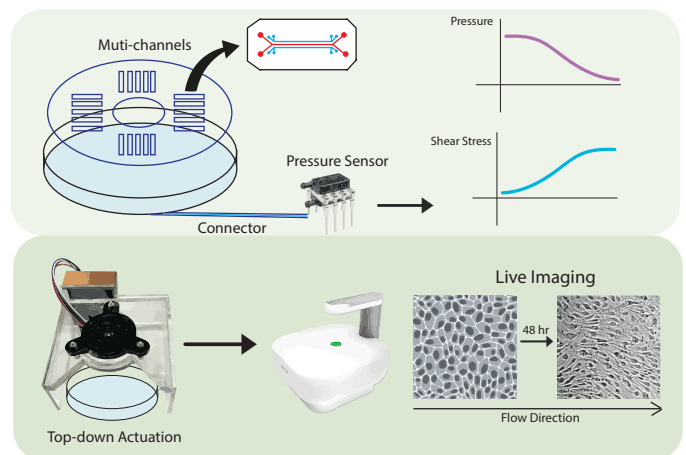 Muti-channels
Pressure
Shear Stress
Pressure Sensor
Connector
Live Imaging
48 hr
Flow Direction
Top-down Actuation